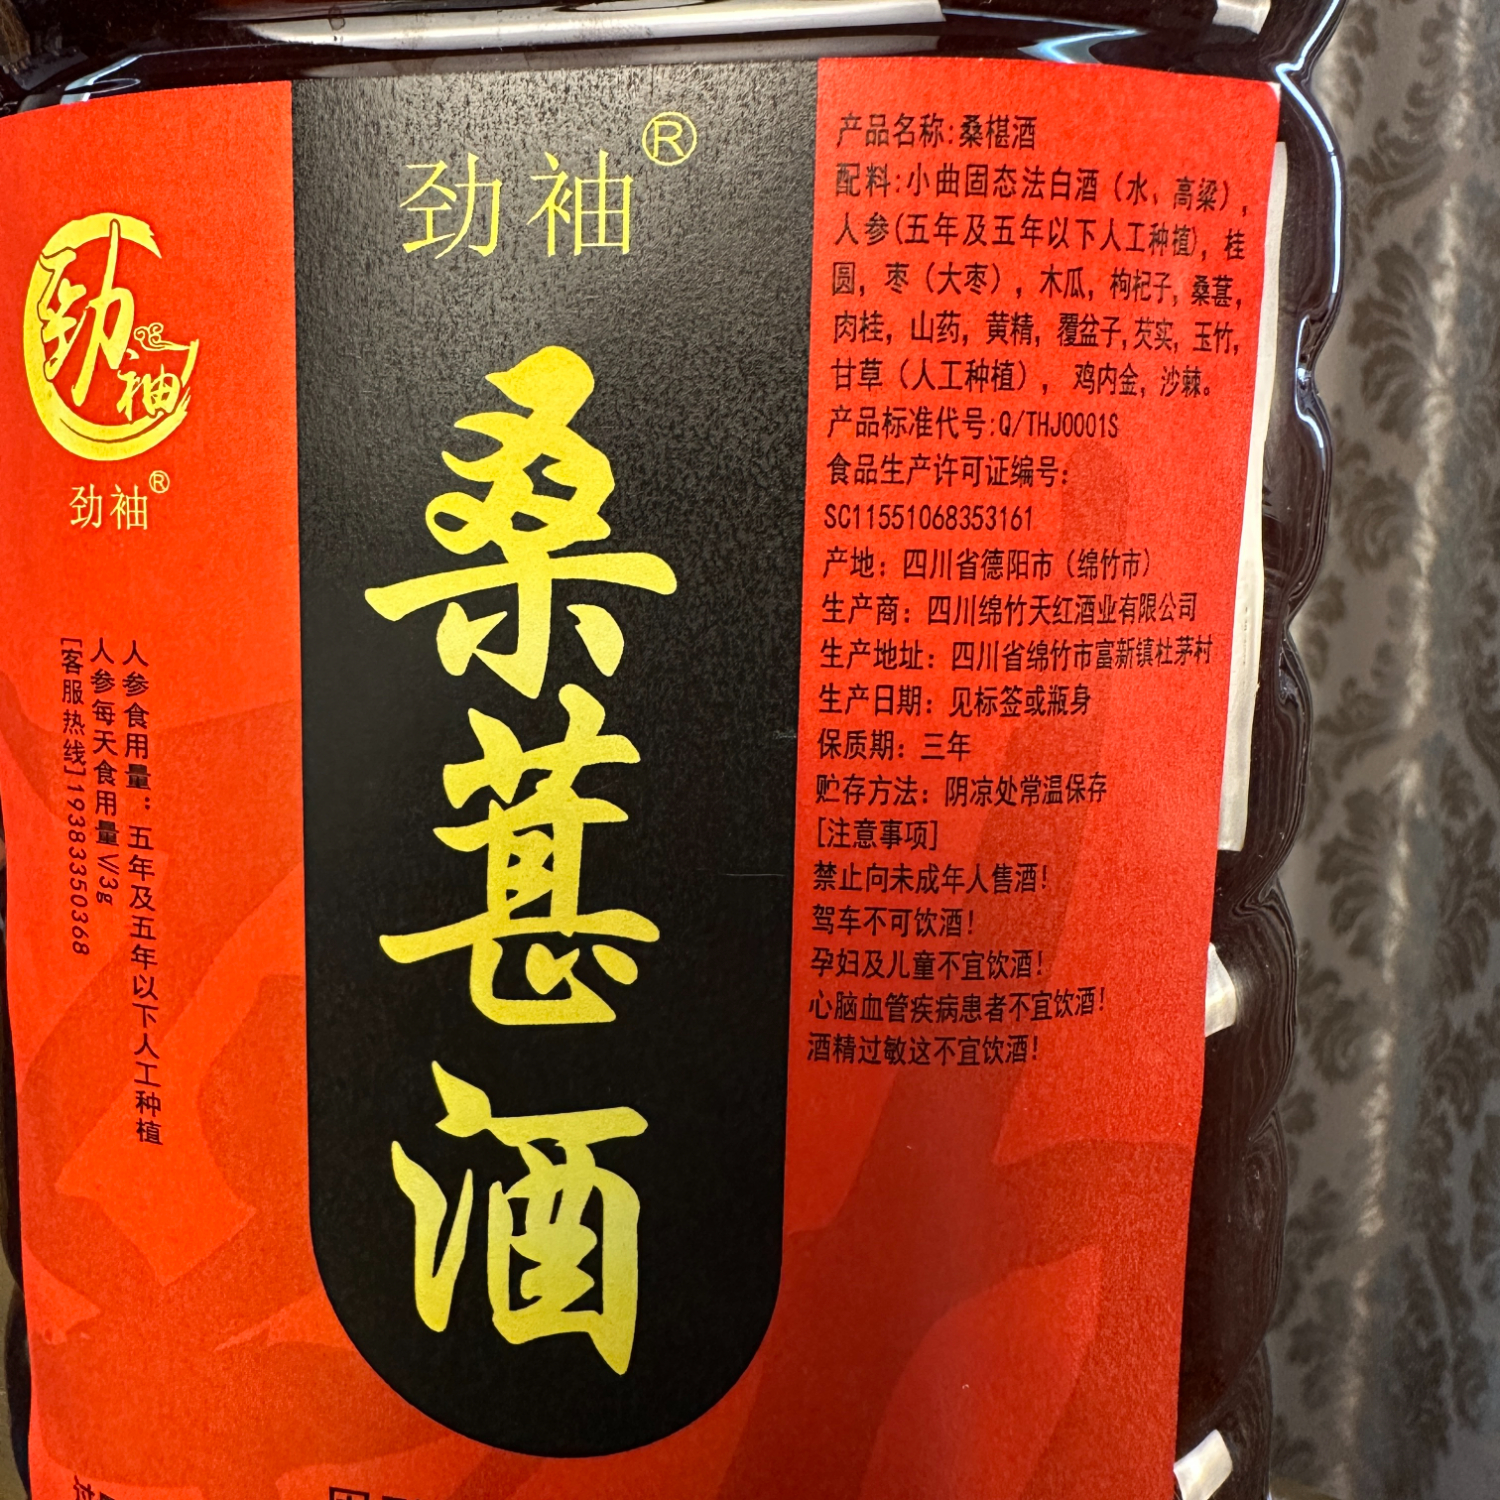 劲袖®
桑葚酒
劲袖
劲袖®
人参食用量：五年及五年以下人工种植
人参每天食用量≤3g
[客服热线]19383350368
产品名称:桑椹酒
配料:小曲固态法白酒（水、高粱），
人参(五年及五年以下人工种植)，桂
圆，枣（大枣），木瓜，枸杞子，桑葚，
肉桂，山药，黄精，覆盆子,芡实，玉竹，
甘草（人工种植），鸡内金，沙棘。
产品标准代号:Q/THJ0001S
食品生产许可证编号:
SC11551068353161
产地：四川省德阳市（绵竹市）
生产商：四川绵竹天红酒业有限公司
生产地址：四川省绵竹市富新镇杜茅村
生产日期：见标签或瓶身
保质期：三年
贮存方法：阴凉处常温保存
[注意事项]
禁止向未成年人售酒！
驾车不可饮酒！
孕妇及儿童不宜饮酒！
心脑血管疾病患者不宜饮酒！
酒精过敏这不宜饮酒！